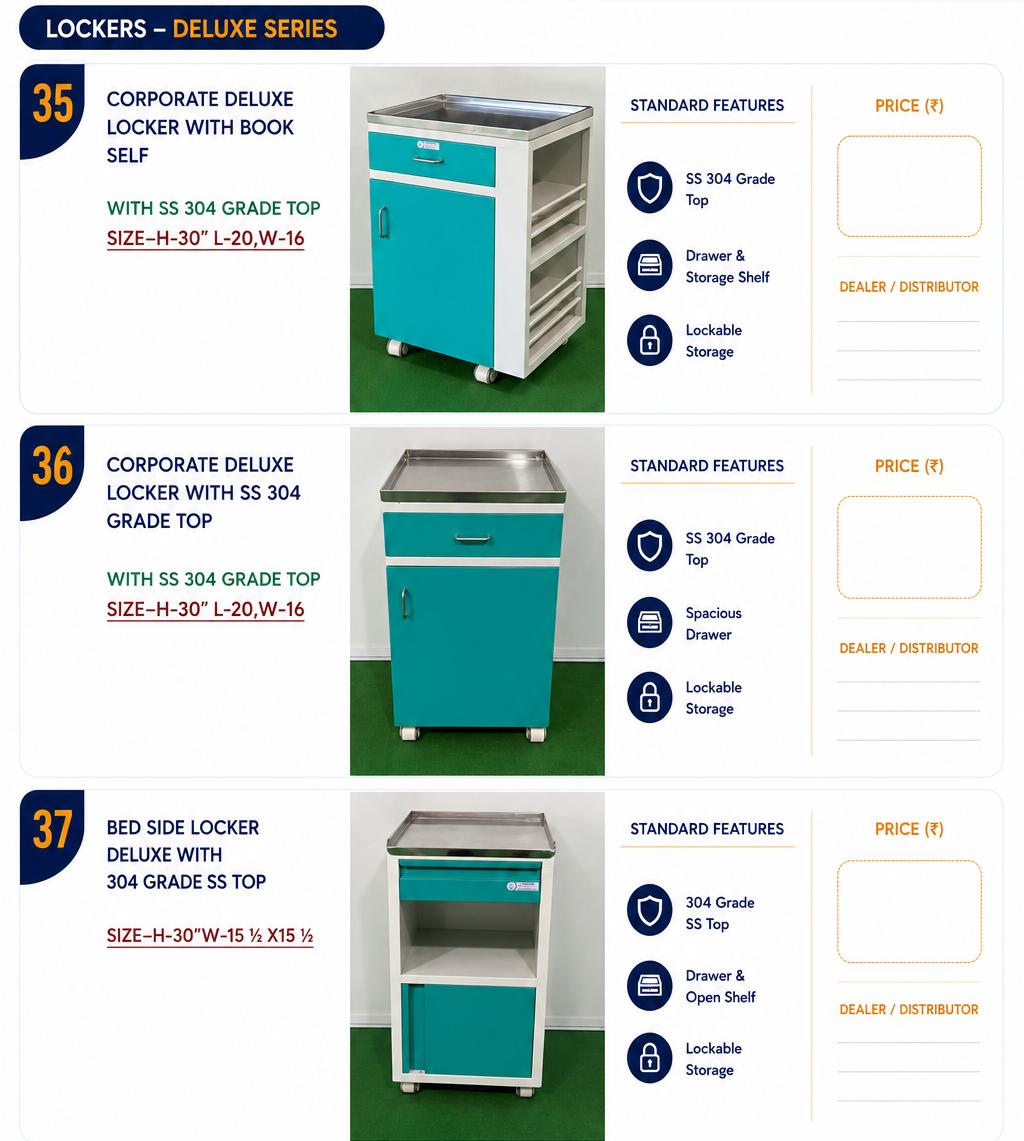 LOCKERS – DELUXE SERIES
35
CORPORATE DELUXE
LOCKER WITH BOOK
SELF
WITH SS 304 GRADE TOP
SIZE–H-30″ L-20,W-16
STANDARD FEATURES
SS 304 Grade
Top
Drawer &
Storage Shelf
Lockable
Storage
PRICE (₹)
DEALER / DISTRIBUTOR
36
CORPORATE DELUXE
LOCKER WITH SS 304
GRADE TOP
WITH SS 304 GRADE TOP
SIZE–H-30″ L-20,W-16
STANDARD FEATURES
SS 304 Grade
Top
Spacious
Drawer
Lockable
Storage
PRICE (₹)
DEALER / DISTRIBUTOR
37
BED SIDE LOCKER
DELUXE WITH
304 GRADE SS TOP
SIZE–H-30″W-15 ½ X15 ½
STANDARD FEATURES
304 Grade
SS Top
Drawer &
Open Shelf
Lockable
Storage
PRICE (₹)
DEALER / DISTRIBUTOR